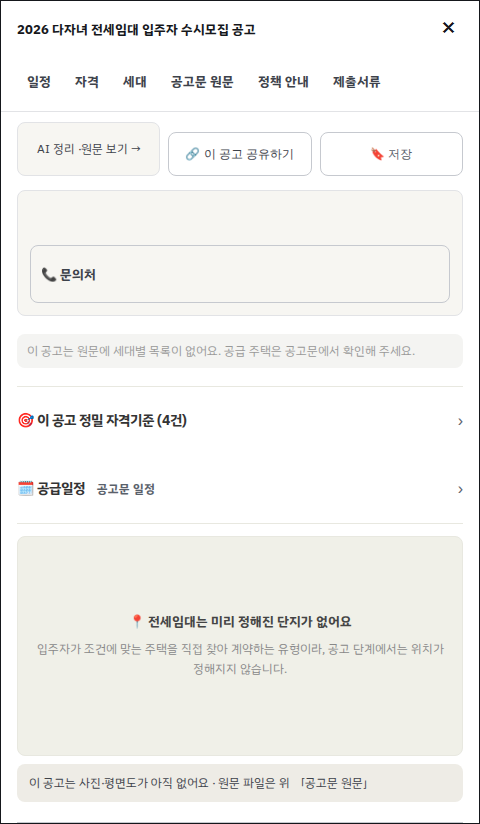 2026 다자녀 전세임대 입주자 수시모집 공고 ✕
일정 자격 세대 공고문 원문 정책 안내 제출서류
AI 정리 ·원문 보기 → 🔗 이 공고 공유하기 🔖 저장
📞 문의처
이 공고는 원문에 세대별 목록이 없어요. 공급 주택은 공고문에서 확인해 주세요.
🎯 이 공고 정밀 자격기준 (4건) ›
🗓️ 공급일정 공고문 일정 ›
📍 전세임대는 미리 정해진 단지가 없어요
입주자가 조건에 맞는 주택을 직접 찾아 계약하는 유형이라, 공고 단계에서는 위치가
정해지지 않습니다.
이 공고는 사진·평면도가 아직 없어요 · 원문 파일은 위 「공고문 원문」